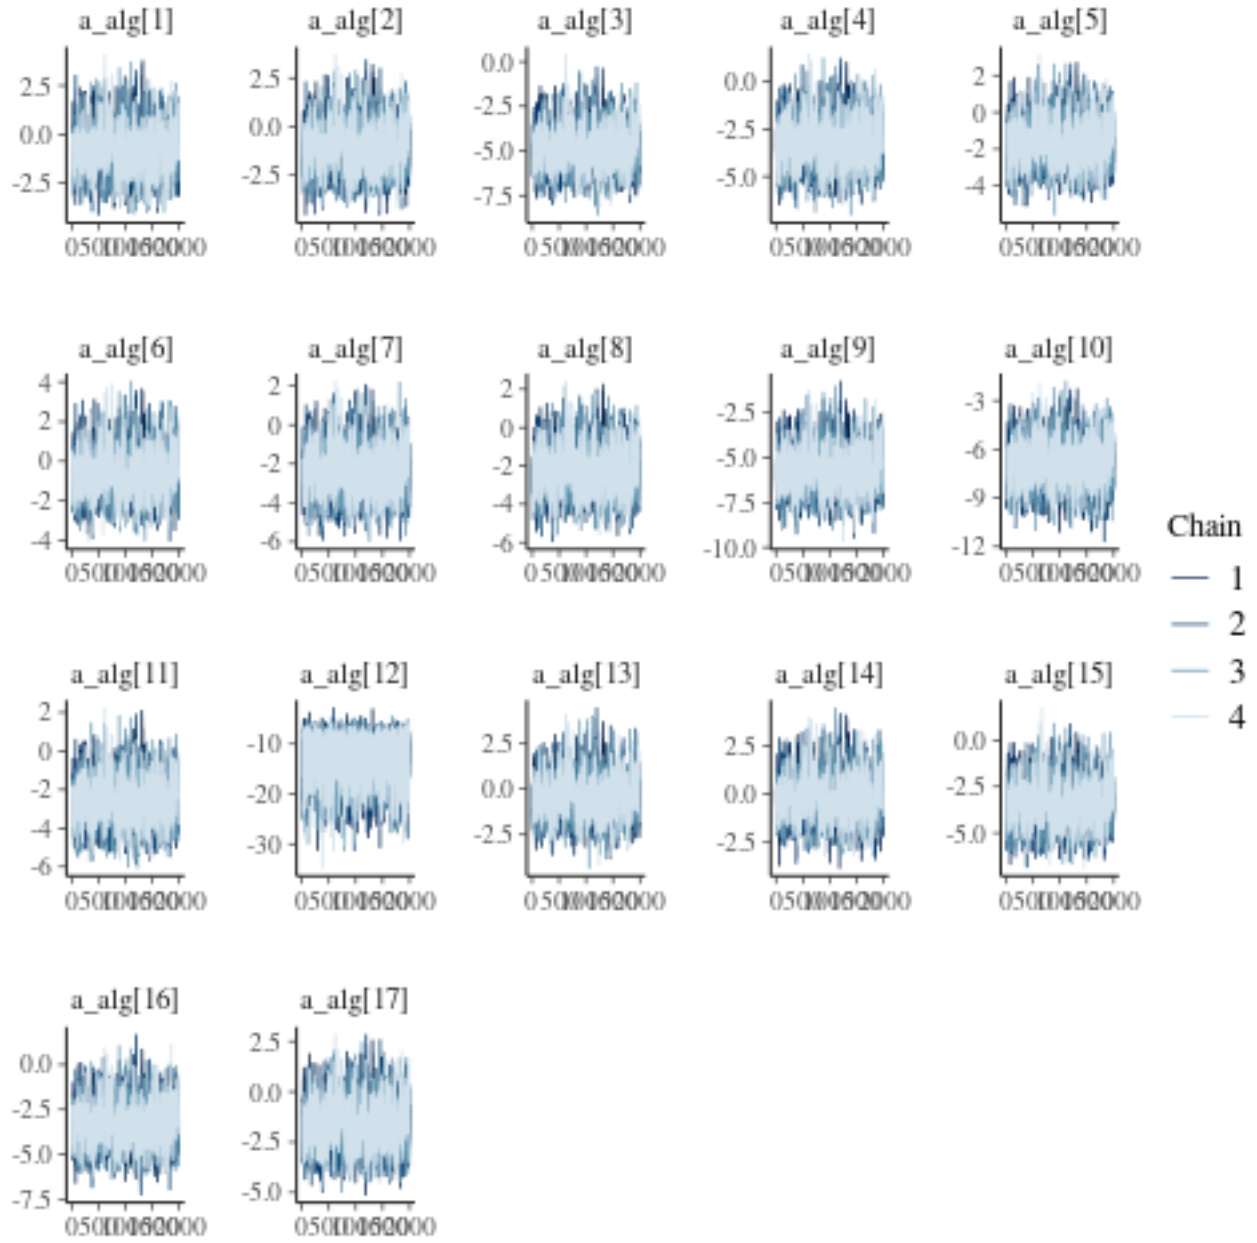 a_alg[1] a_alg[2] a_alg[3] a_alg[4] a_alg[5]
2.5 2.5 0.0 0.0 2
0.0 0.0 -2.5 -2.5 0
-2.5 -2.5 -5.0 -5.0 -2
-7.5 -4
a_alg[6] a_alg[7] a_alg[8] a_alg[9] a_alg[10]
4 2 2 -2.5 -3
2 0 0 -5.0 -6
0 -2 -2 -7.5 -9
-2 -4 -4 -10.0 -12
-4 -6 -6
Chain
1
2
3
4
a_alg[11] a_alg[12] a_alg[13] a_alg[14] a_alg[15]
2 -10 2.5 2.5 0.0
0 -20 0.0 0.0 -2.5
-2 -30 -2.5 -2.5 -5.0
-4
-6
a_alg[16] a_alg[17]
0.0 2.5
-2.5 0.0
-5.0 -2.5
-7.5 -5.0